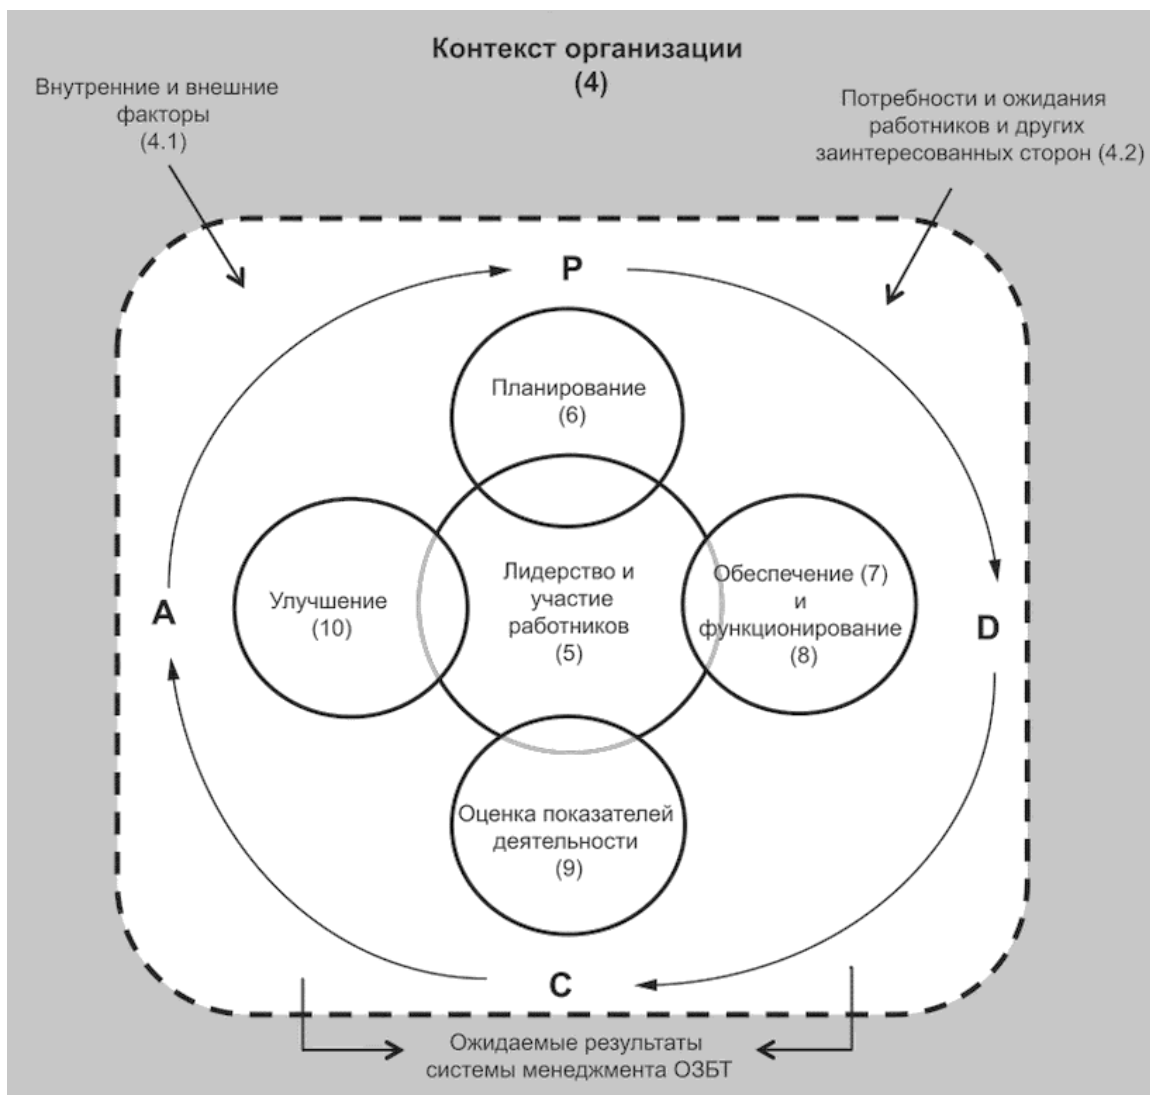 Контекст организации
(4)
Внутренние и внешние
факторы
(4.1)
Потребности и ожидания
работников и других
заинтересованных сторон (4.2)
P
Планирование
(6)
Лидерство и
участие
работников
(5)
Обеспечение (7)
и
функционирование
(8)
Улучшение
(10)
A
D
Оценка показателей
деятельности
(9)
C
Ожидаемые результаты
системы менеджмента ОЗБТ